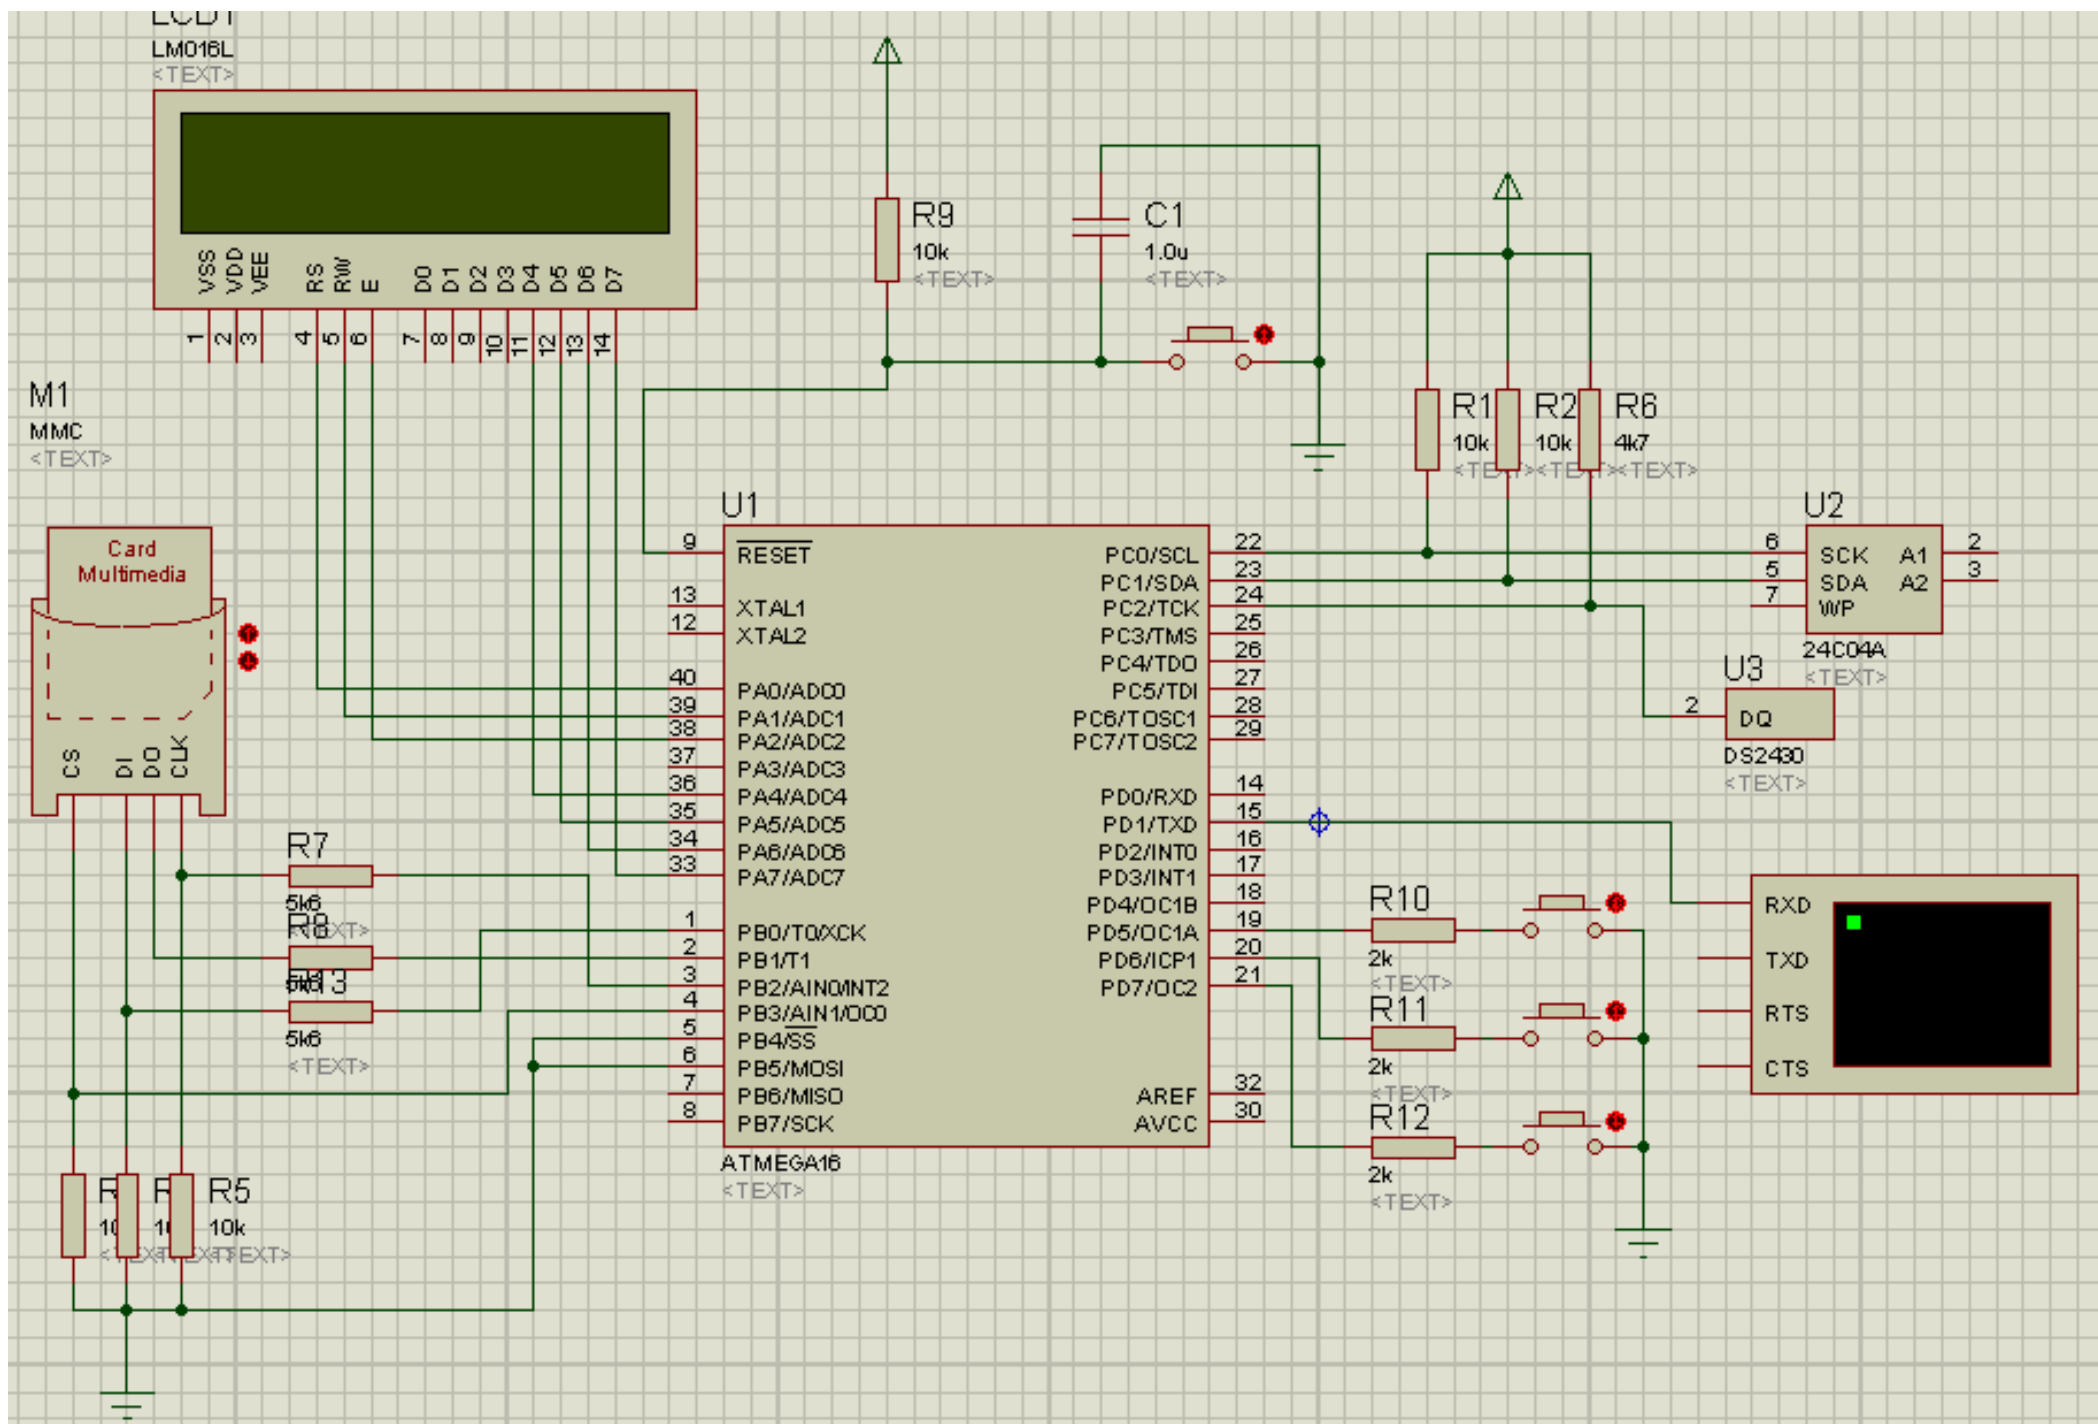 LCD1
LM016L
<TEXT>
VSS
VDD
VEE
RS
RW
E
D0
D1
D2
D3
D4
D5
D6
D7
1
2
3
4
5
6
7
8
9
10
11
12
13
14
R9
10k
<TEXT>
C1
1.0u
<TEXT>
R1
10k
<TEXT>
R2
10k
<TEXT>
R6
4k7
<TEXT>
M1
MMC
<TEXT>
Card
Multimedia
CS
DI
DO
CLK
R7
5k6
<TEXT>
R8
5k6
R13
5k6
<TEXT>
R5
10k
<TEXT>
U1
9
RESET
13
XTAL1
12
XTAL2
40
PA0/ADC0
39
PA1/ADC1
38
PA2/ADC2
37
PA3/ADC3
36
PA4/ADC4
35
PA5/ADC5
34
PA6/ADC6
33
PA7/ADC7
1
PB0/T0/XCK
2
PB1/T1
3
PB2/AIN0/INT2
4
PB3/AIN1/OC0
5
PB4/SS
6
PB5/MOSI
7
PB6/MISO
8
PB7/SCK
PC0/SCL
22
PC1/SDA
23
PC2/TCK
24
PC3/TMS
25
PC4/TDO
26
PC5/TDI
27
PC6/TOSC1
28
PC7/TOSC2
29
PD0/RXD
14
PD1/TXD
15
PD2/INT0
16
PD3/INT1
17
PD4/OC1B
18
PD5/OC1A
19
PD6/ICP1
20
PD7/OC2
21
AREF
32
AVCC
30
ATMEGA16
<TEXT>
U2
6
SCK
A1
2
5
SDA
A2
3
7
WP
24C04A
<TEXT>
U3
2
DQ
DS2430
<TEXT>
R10
2k
<TEXT>
R11
2k
<TEXT>
R12
2k
<TEXT>
RXD
TXD
RTS
CTS